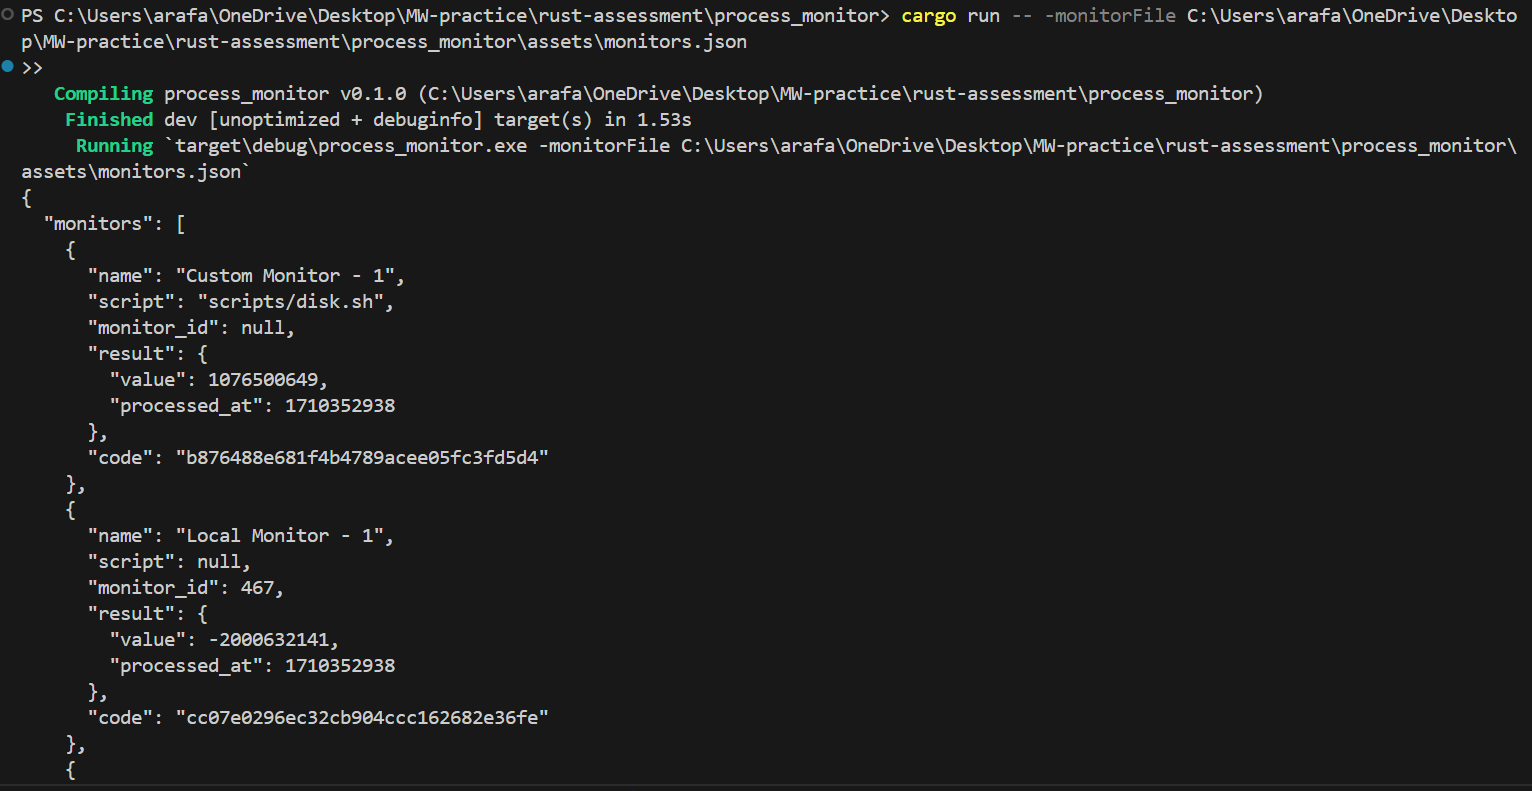 PS C:\Users\arafa\OneDrive\Desktop\MW-practice\rust-assessment\process_monitor> cargo run -- -monitorFile C:\Users\arafa\OneDrive\Deskto
p\MW-practice\rust-assessment\process_monitor\assets\monitors.json
>>
   Compiling process_monitor v0.1.0 (C:\Users\arafa\OneDrive\Desktop\MW-practice\rust-assessment\process_monitor)
    Finished dev [unoptimized + debuginfo] target(s) in 1.53s
     Running `target\debug\process_monitor.exe -monitorFile C:\Users\arafa\OneDrive\Desktop\MW-practice\rust-assessment\process_monitor\
assets\monitors.json`
{
  "monitors": [
    {
      "name": "Custom Monitor - 1",
      "script": "scripts/disk.sh",
      "monitor_id": null,
      "result": {
        "value": 1076500649,
        "processed_at": 1710352938
      },
      "code": "b876488e681f4b4789acee05fc3fd5d4"
    },
    {
      "name": "Local Monitor - 1",
      "script": null,
      "monitor_id": 467,
      "result": {
        "value": -2000632141,
        "processed_at": 1710352938
      },
      "code": "cc07e0296ec32cb904ccc162682e36fe"
    },
    {